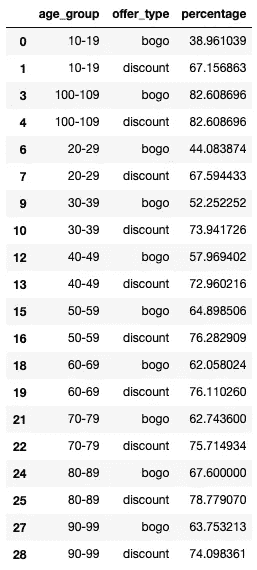 age_group offer_type percentage
0 10-19 bogo 38.961039
1 10-19 discount 67.156863
3 100-109 bogo 82.608696
4 100-109 discount 82.608696
6 20-29 bogo 44.083874
7 20-29 discount 67.594433
9 30-39 bogo 52.252252
10 30-39 discount 73.941726
12 40-49 bogo 57.969402
13 40-49 discount 72.960216
15 50-59 bogo 64.898506
16 50-59 discount 76.282909
18 60-69 bogo 62.058024
19 60-69 discount 76.110260
21 70-79 bogo 62.743600
22 70-79 discount 75.714934
24 80-89 bogo 67.600000
25 80-89 discount 78.779070
27 90-99 bogo 63.753213
28 90-99 discount 74.098361